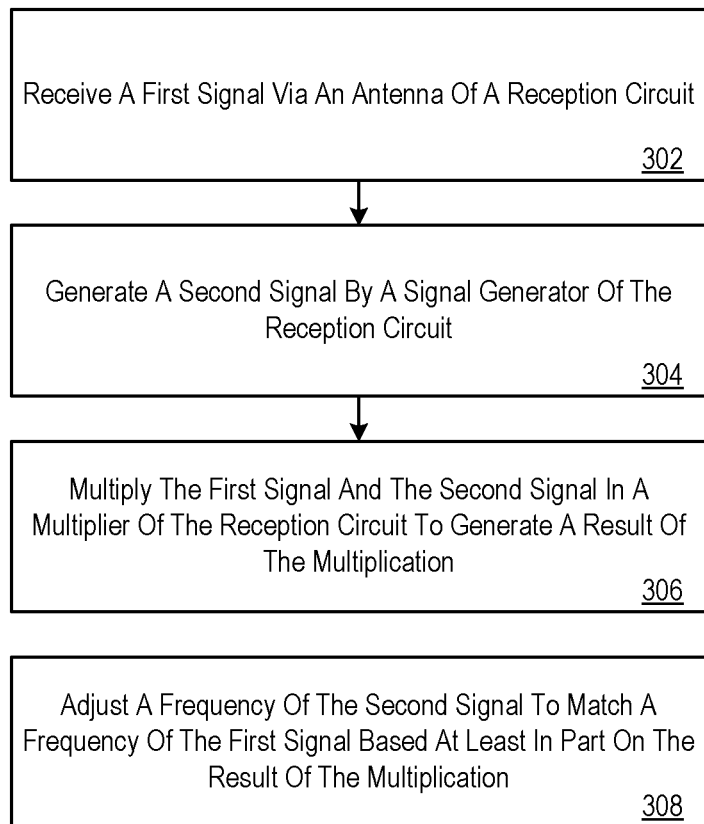 Receive A First Signal Via An Antenna Of A Reception Circuit
302
Generate A Second Signal By A Signal Generator Of The
Reception Circuit
304
Multiply The First Signal And The Second Signal In A
Multiplier Of The Reception Circuit To Generate A Result Of
The Multiplication
306
Adjust A Frequency Of The Second Signal To Match A
Frequency Of The First Signal Based At Least In Part On The
Result Of The Multiplication
308